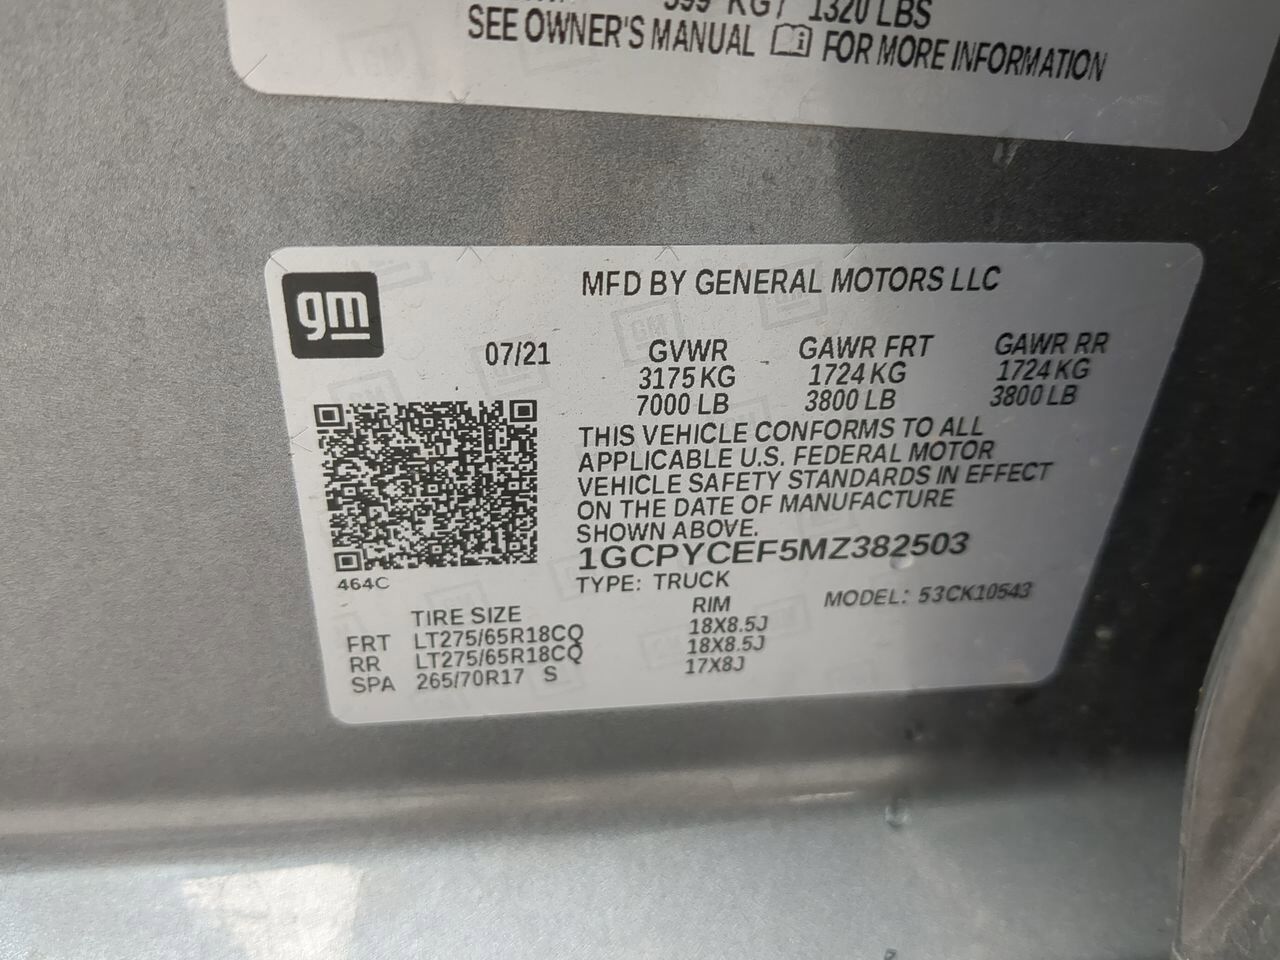 KG / 1320 LBS
SEE OWNER'S MANUAL FOR MORE INFORMATION
gm
MFD BY GENERAL MOTORS LLC
07/21 GVWR GAWR FRT GAWR RR
3175 KG 1724 KG 1724 KG
7000 LB 3800 LB 3800 LB
THIS VEHICLE CONFORMS TO ALL
APPLICABLE U.S. FEDERAL MOTOR
VEHICLE SAFETY STANDARDS IN EFFECT
ON THE DATE OF MANUFACTURE
SHOWN ABOVE.
1GCPYCEF5MZ382503
464C
TYPE: TRUCK MODEL: 53CK10543
TIRE SIZE RIM
FRT LT275/65R18CQ 18X8.5J
RR LT275/65R18CQ 18X8.5J
SPA 265/70R17 S 17X8J